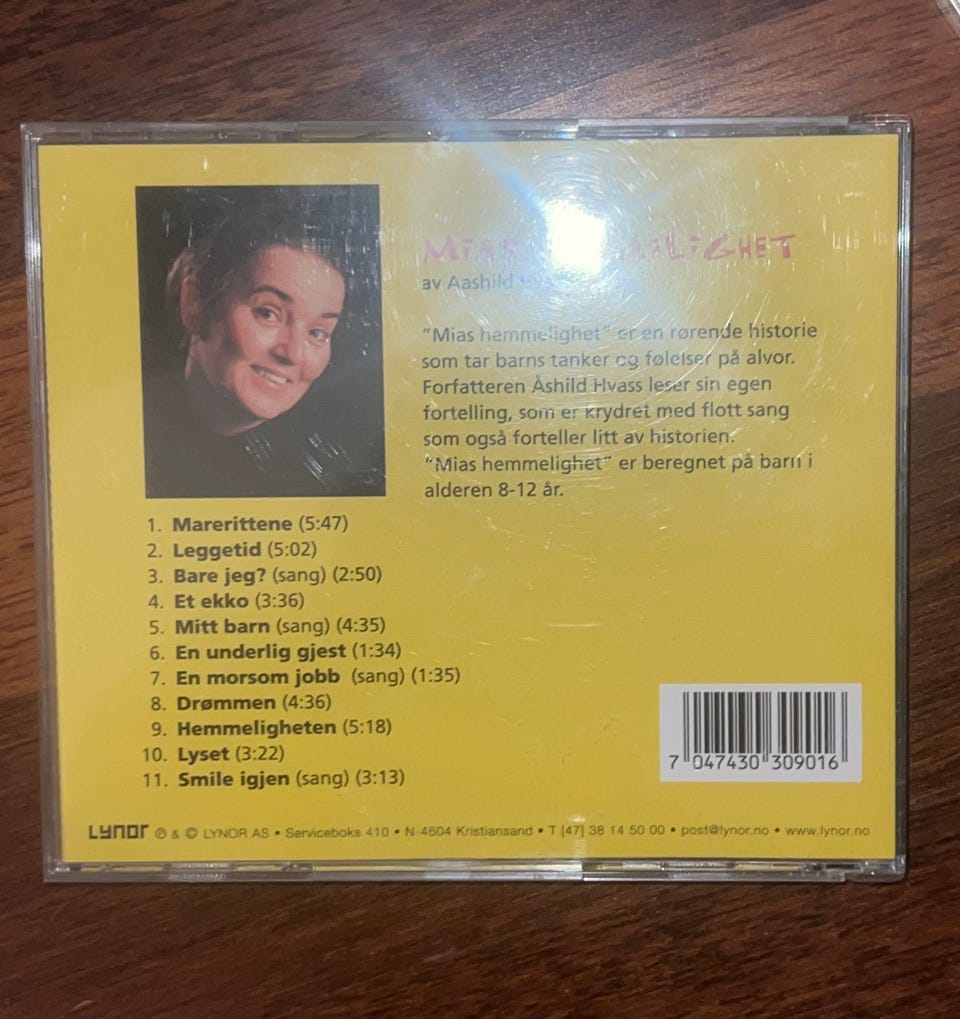 av Aashild
"Mias hemmelighet" er en rørende historie
som tar barns tanker og følelser på alvor.
Forfatteren Åshild Hvass leser sin egen
fortelling, som er krydret med flott sang
som også forteller litt av historien.
"Mias hemmelighet" er beregnet på barn i
alderen 8-12 år.
1. Marerittene (5:47)
2. Leggetid (5:02)
3. Bare jeg? (sang) (2:50)
4. Et ekko (3:36)
5. Mitt barn (sang) (4:35)
6. En underlig gjest (1:34)
7. En morsom jobb (sang) (1:35)
8. Drømmen (4:36)
9. Hemmeligheten (5:18)
10. Lyset (3:22)
11. Smile igjen (sang) (3:13)
7 047430 309016
LYNOR ℗ & © LYNOR AS • Serviceboks 410 • N-4604 Kristiansand • T [47] 38 14 50 00 • post@lynor.no • www.lynor.no